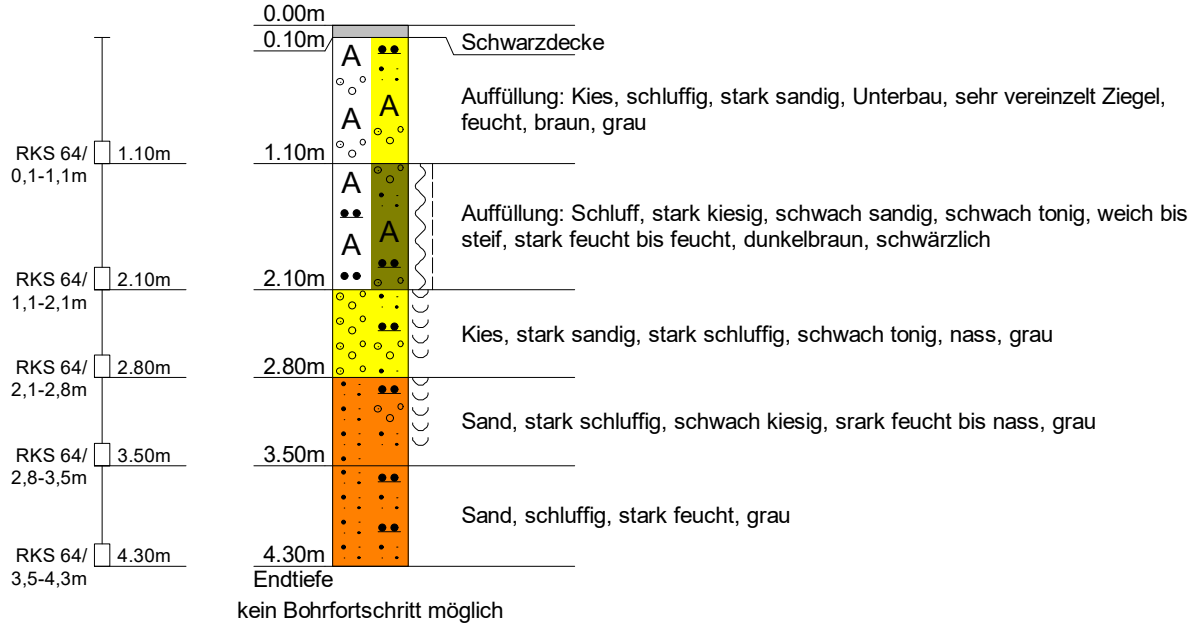 0.00m
0.10m
Schwarzdecke
A
A
A
Auffüllung: Kies, schluffig, stark sandig, Unterbau, sehr vereinzelt Ziegel,
feucht, braun, grau
RKS 64/
0,1-1,1m
1.10m
1.10m
A
A
A
Auffüllung: Schluff, stark kiesig, schwach sandig, schwach tonig, weich bis
steif, stark feucht bis feucht, dunkelbraun, schwärzlich
RKS 64/
1,1-2,1m
2.10m
2.10m
Kies, stark sandig, stark schluffig, schwach tonig, nass, grau
RKS 64/
2,1-2,8m
2.80m
2.80m
Sand, stark schluffig, schwach kiesig, srark feucht bis nass, grau
RKS 64/
2,8-3,5m
3.50m
3.50m
Sand, schluffig, stark feucht, grau
RKS 64/
3,5-4,3m
4.30m
4.30m
Endtiefe
kein Bohrfortschritt möglich